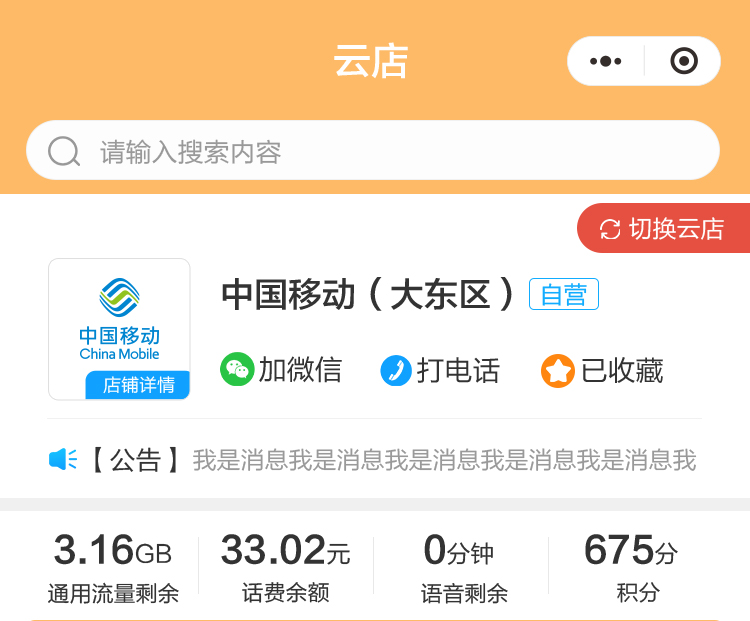 云店
请输入搜索内容
切换云店
中国移动
China Mobile
店铺详情
中国移动（大东区）自营
加微信 打电话 已收藏
【公告】我是消息我是消息我是消息我是消息我是消息我
3.16GB 33.02元 0分钟 675分
通用流量剩余 话费余额 语音剩余 积分